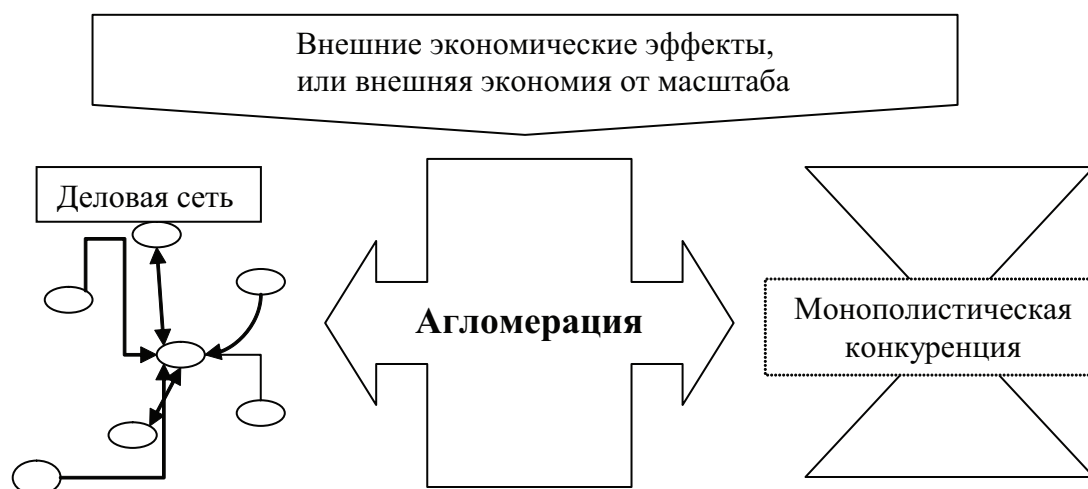 Внешние экономические эффекты,
или внешняя экономия от масштаба
Деловая сеть
Агломерация
Монополистическая
конкуренция